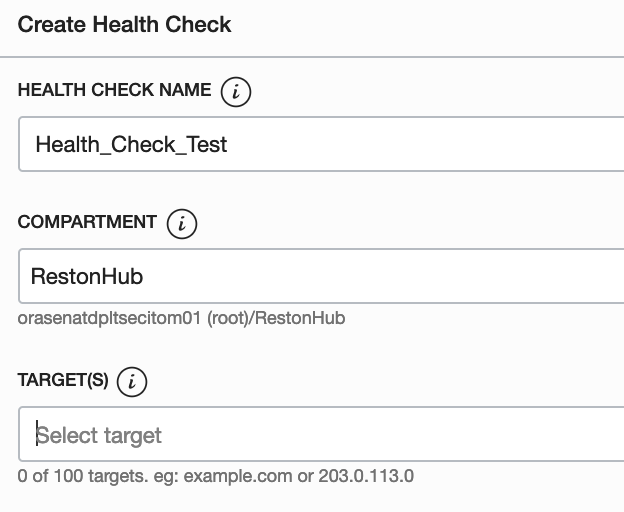 Create Health Check
HEALTH CHECK NAME i
Health_Check_Test
COMPARTMENT i
RestonHub
orasenatdpltsecitom01 (root)/RestonHub
TARGET(S) i
Select target
0 of 100 targets. eg: example.com or 203.0.113.0